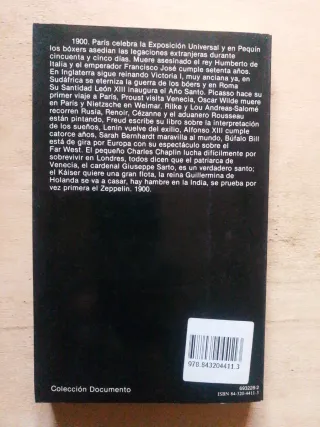 1900. París celebra la Exposición Universal y en Pequín
los bóxers asedian las legaciones extranjeras durante
cincuenta y cinco días. Muere asesinado el rey Humberto de
Italia y el emperador Francisco José cumple setenta años.
En Inglaterra sigue reinando Victoria I, muy anciana ya, en
Sudáfrica se eterniza la guerra de los bóers y en Roma
Su Santidad León XIII inaugura el Año Santo. Picasso hace su
primer viaje a París, Proust visita Venezia, Oscar Wilde muere
en París y Nietzsche en Weimar. Rilke y Lou Andreas-Salomé
recorren Rusia, Renoir, Cézanne y el aduanero Rousseau
están pintando, Freud escribe su libro sobre la interpretación
de los sueños, Lenin vuelve del exilio, Alfonso XIII cumple
catorce años, Sarah Bernhardt maravilla al mundo, Búfalo Bill
está de gira por Europa con su espectáculo sobre el
Far West. El pequeño Charles Chaplin lucha difícilmente por
sobrevivir en Londres, todos dicen que el patriarca de
Venecia, el cardenal Giuseppe Sarto, es un verdadero santo;
el Káiser quiere una gran flota, la reina Guillermina de
Holanda se va a casar, hay hambre en la India, se prueba por
vez primera el Zeppelin. 1900.
978 843204411 3
693228-2
ISBN 84-320-4411-3
Colección Documento